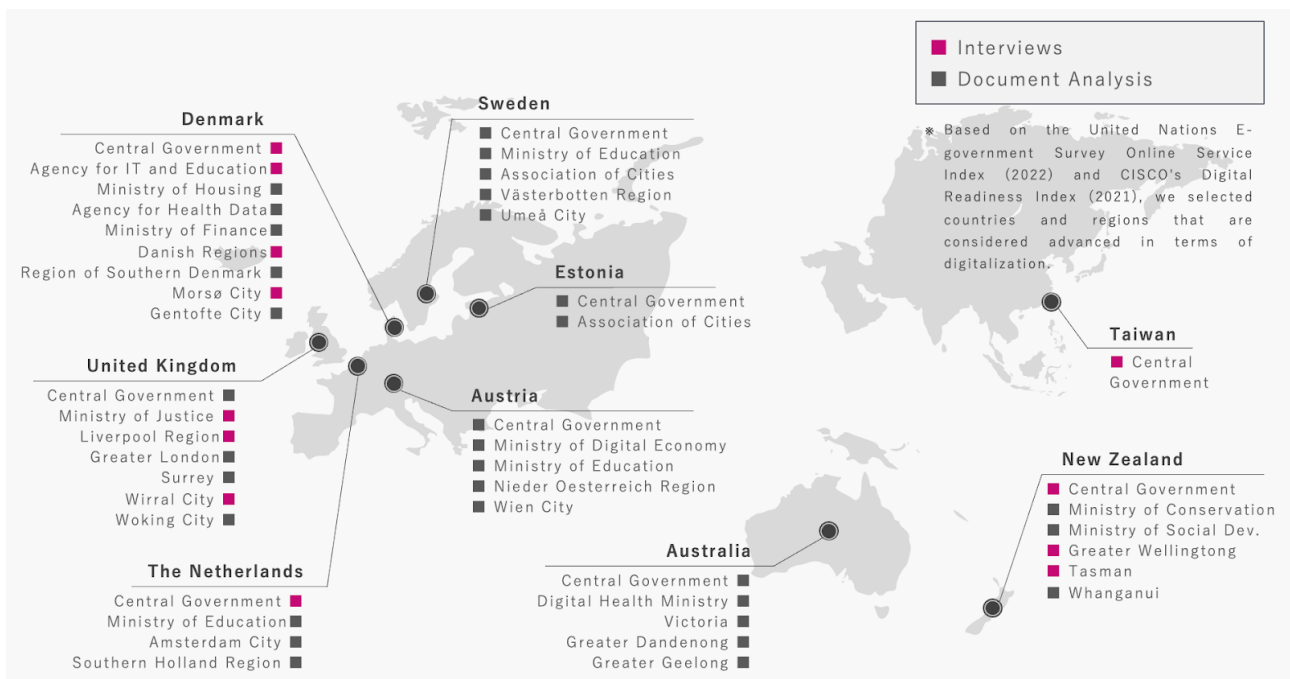 Interviews
Document Analysis
※ Based on the United Nations E-
government Survey Online Service
Index (2022) and CISCO's Digital
Readiness Index (2021), we selected
countries and regions that are
considered advanced in terms of
digitalization.
Denmark
Central Government
Agency for IT and Education
Ministry of Housing
Agency for Health Data
Ministry of Finance
Danish Regions
Region of Southern Denmark
Morsø City
Gentofte City
Sweden
Central Government
Ministry of Education
Association of Cities
Västerbotten Region
Umeå City
Estonia
Central Government
Association of Cities
Taiwan
Central
Government
United Kingdom
Central Government
Ministry of Justice
Liverpool Region
Greater London
Surrey
Wirral City
Woking City
Austria
Central Government
Ministry of Digital Economy
Ministry of Education
Nieder Oesterreich Region
Wien City
New Zealand
Central Government
Ministry of Conservation
Ministry of Social Dev.
Greater Wellingtong
Tasman
Whanganui
The Netherlands
Central Government
Ministry of Education
Amsterdam City
Southern Holland Region
Australia
Central Government
Digital Health Ministry
Victoria
Greater Dandenong
Greater Geelong